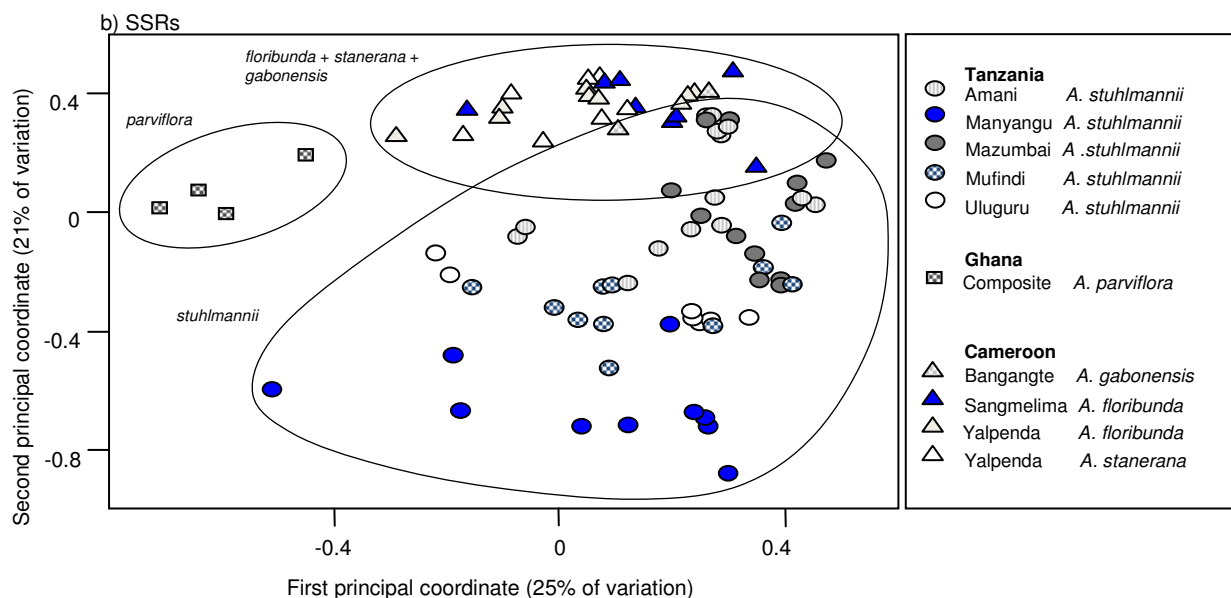 b) SSRs
floribunda + stanerana +
gabonensis
parviflora
stuhlmannii
0.4
0
-0.4
-0.8
Second principal coordinate (21% of variation)
-0.4
0
0.4
First principal coordinate (25% of variation)
Tanzania
Amani A. stuhlmannii
Manyangu A. stuhlmannii
Mazumbai A .stuhlmannii
Mufindi A. stuhlmannii
Uluguru A. stuhlmannii
Ghana
Composite A. parviflora
Cameroon
Bangangte A. gabonensis
Sangmelima A. floribunda
Yalpenda A. floribunda
Yalpenda A. stanerana